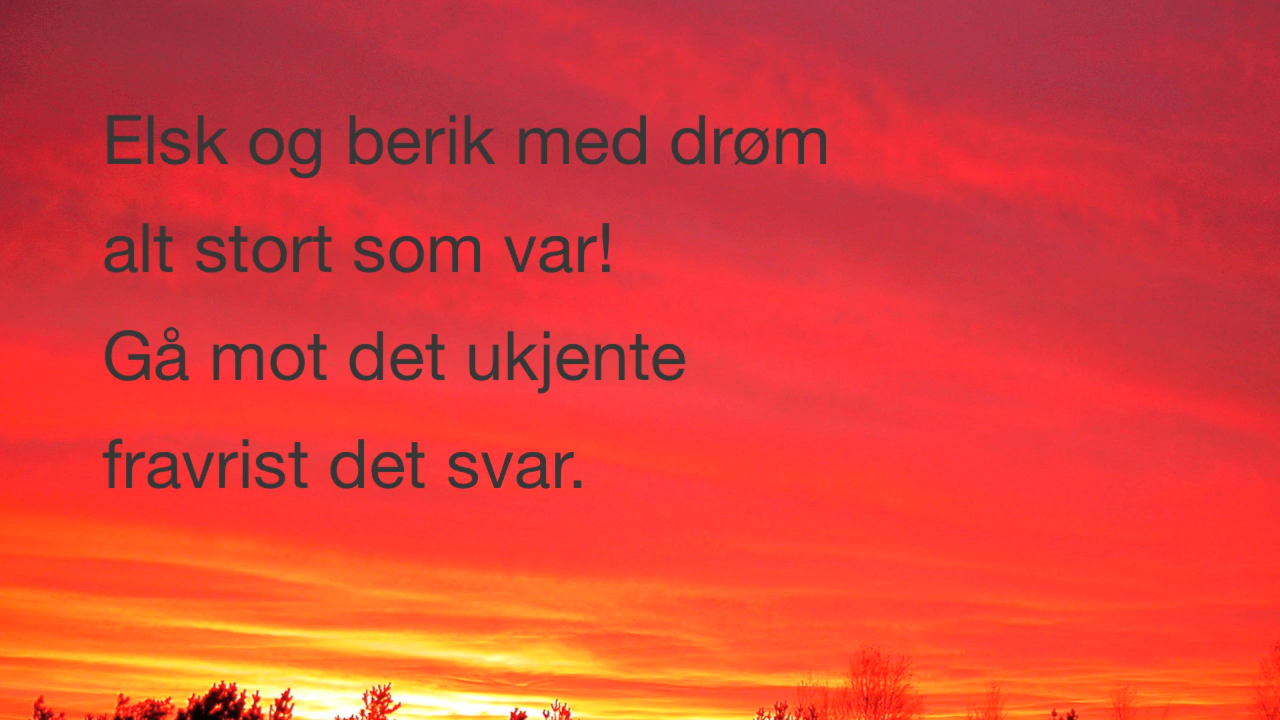 Elsk og berik med drøm
alt stort som var!
Gå mot det ukjente
fravrist det svar.